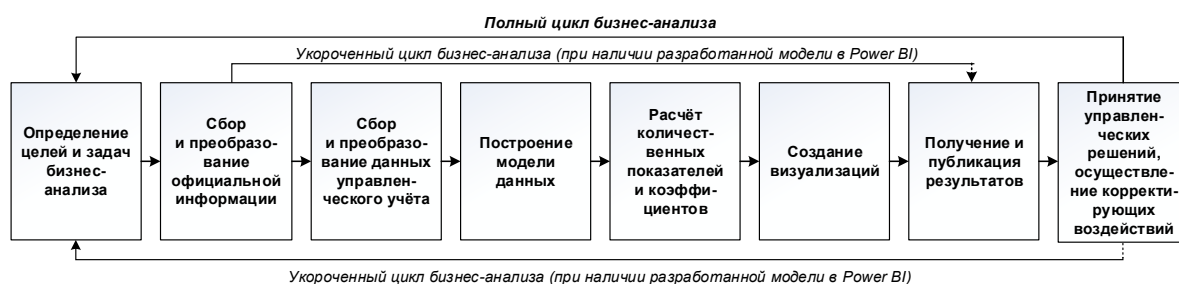 Полный цикл бизнес-анализа
Укороченный цикл бизнес-анализа (при наличии разработанной модели в Power BI)
Определение
целей и задач
бизнес-
анализа
Сбор
и преобразо-
вание
официальной
информации
Сбор
и преобразо-
вание данных
управлен-
ческого учёта
Построение
модели
данных
Расчёт
количест-
венных
показателей
и коэффи-
циентов
Создание
визуализаций
Получение и
публикация
результатов
Принятие
управлен-
ческих
решений,
осуществле-
ние корректи-
рующих
воздействий
Укороченный цикл бизнес-анализа (при наличии разработанной модели в Power BI)